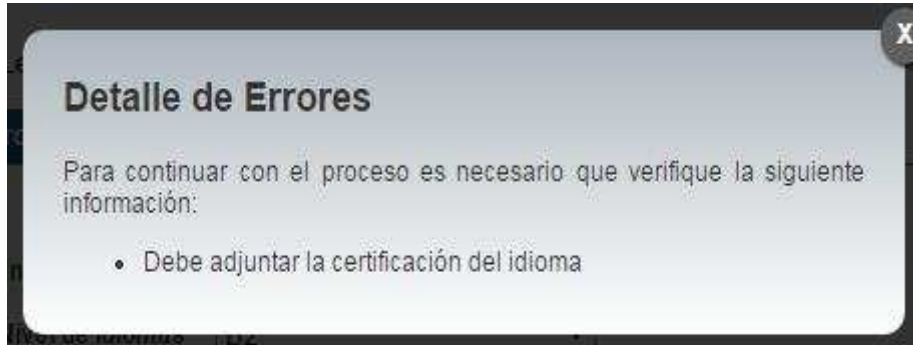 X
Detalle de Errores
Para continuar con el proceso es necesario que verifique la siguiente
información:
• Debe adjuntar la certificación del idioma